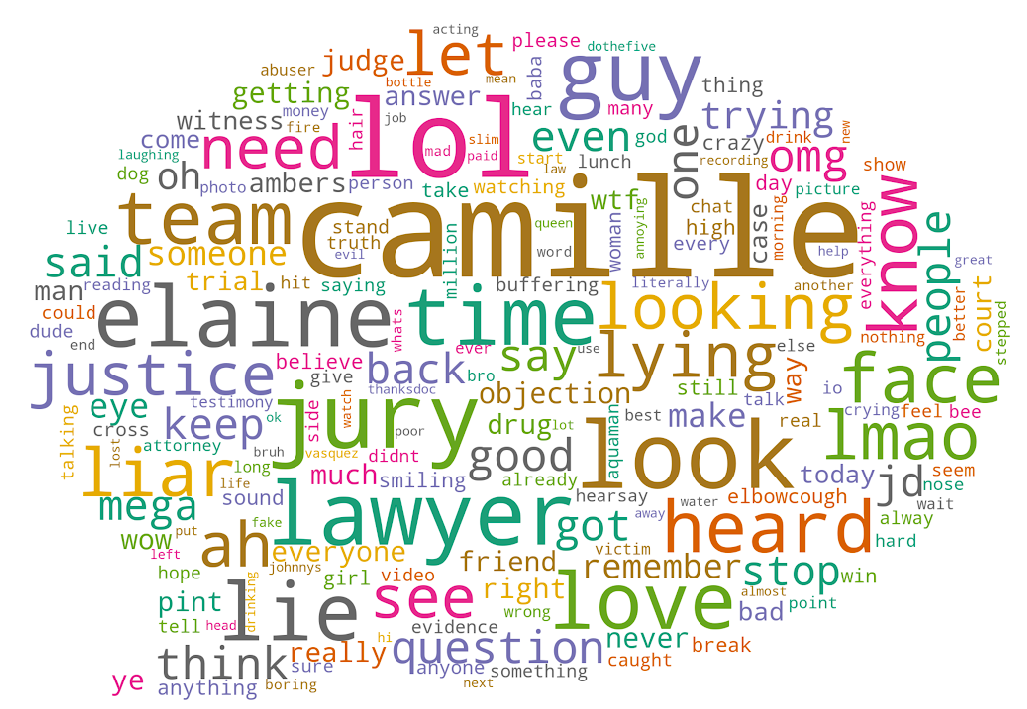 acting
let
please
dothefive
judge
guy
abuser
bottle
mean
baba
thing
getting
answer
money
hear
many
trying
witness
fire
job
hair
lol
even
god
one
crazy
drink
new
come
need
mad
slim
paid
start
law
lunch
recording
omg
show
laughing
dog
oh
photo
ambers
person
take
watching
day
picture
team
camille
wtf
queen
annoying
woman
chat
high
every
case
morning
help
know
everything
people
live
someone
stand
truth
evil
word
great
said
trial
hit
saying
million
buffering
literally
another
man
reading
elaine
time
looking
court
better
stepped
could
dude
end
whats
nothing
justice
believe
back
ever
bro
say
use
lying
else
way
face
give
thanksdoc
objection
still
talk
io
eye
keep
testimony
ok
side
watch
jury
drug
lot
aquaman
best
make
real
crying
feel
bee
cross
talking
lost
attorney
bruh
poor
vasquez
didnt
good
look
lmao
liar
long
life
much
smiling
already
hearsay
water
today
jd
seem
nose
mega
sound
elbowcough
wait
put
fake
lawyer
got
away
heard
alway
hard
wow
left
ah
everyone
victim
hope
johnnys
friend
remember
stop
win
girl
video
right
almost
pint
drinking
lie
see
wrong
love
bad
point
tell
head
evidence
hi
never
break
think
really
question
caught
sure
anyone
something
ye
anything
boring
next